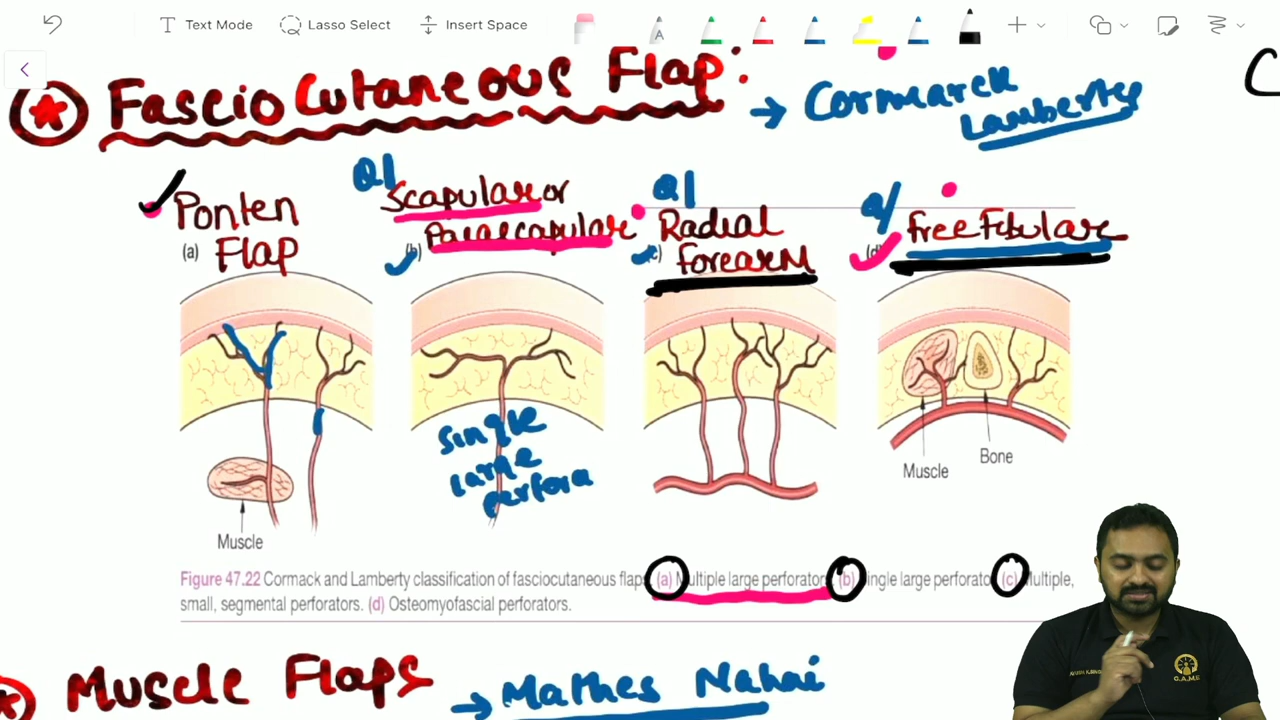 Text Mode
Lasso Select
Insert Space
Fascio Cutaneous Flap:
→ Cormarck
Lambertey
Ponten
(a) Flap
Q/ Scapular or
Parascapular
Q/
Radial
Forearm
Q/
Free Fibular
(d)
Single
large
perfora
Muscle
Muscle
Bone
Figure 47.22 Cormack and Lamberty classification of fasciocutaneous flaps. (a) Multiple large perforators. (b) Single large perforator. (c) Multiple,
small, segmental perforators. (d) Osteomyofascial perforators.
Muscle Flaps
→ Mathes Nahai
C.A.M.E